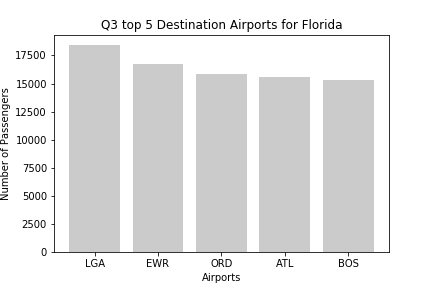 Q3 top 5 Destination Airports for Florida
Number of Passengers
17500
15000
12500
10000
7500
5000
2500
0
LGA EWR ORD ATL BOS
Airports